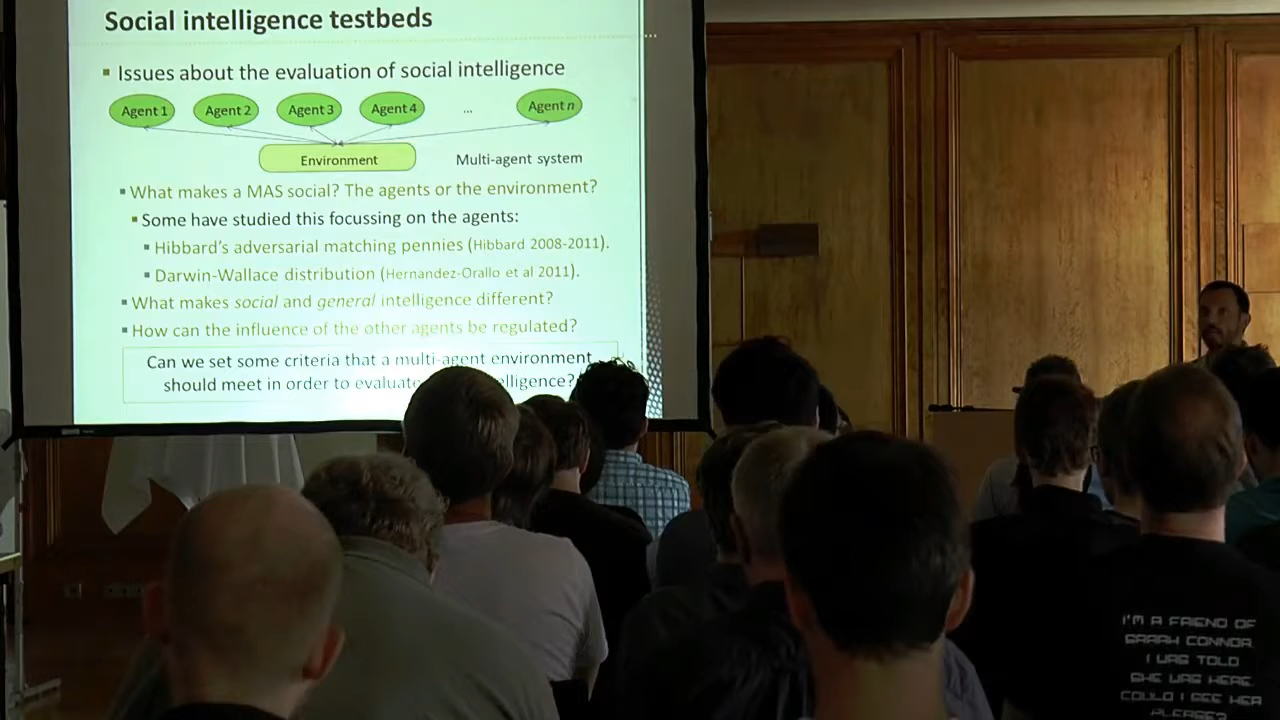 Social intelligence testbeds
Issues about the evaluation of social intelligence
Agent 1 Agent 2 Agent 3 Agent 4 ... Agent n
Environment Multi-agent system
What makes a MAS social? The agents or the environment?
Some have studied this focussing on the agents:
Hibbard's adversarial matching pennies (Hibbard 2008-2011).
Darwin-Wallace distribution (Hernandez-Orallo et al 2011).
What makes social and general intelligence different?
How can the influence of the other agents be regulated?
Can we set some criteria that a multi-agent environment
should meet in order to evaluate
I'M A FRIEND OF
SARAH CONNOR.
I WAS TOLD
SHE WAS HERE.
COULD I SEE HER
PLEASE?